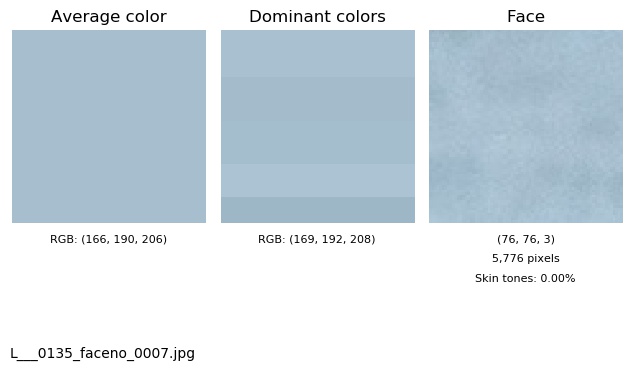 Average color
Dominant colors
Face
RGB: (166, 190, 206)
RGB: (169, 192, 208)
(76, 76, 3)
5,776 pixels
Skin tones: 0.00%
L___0135_faceno_0007.jpg